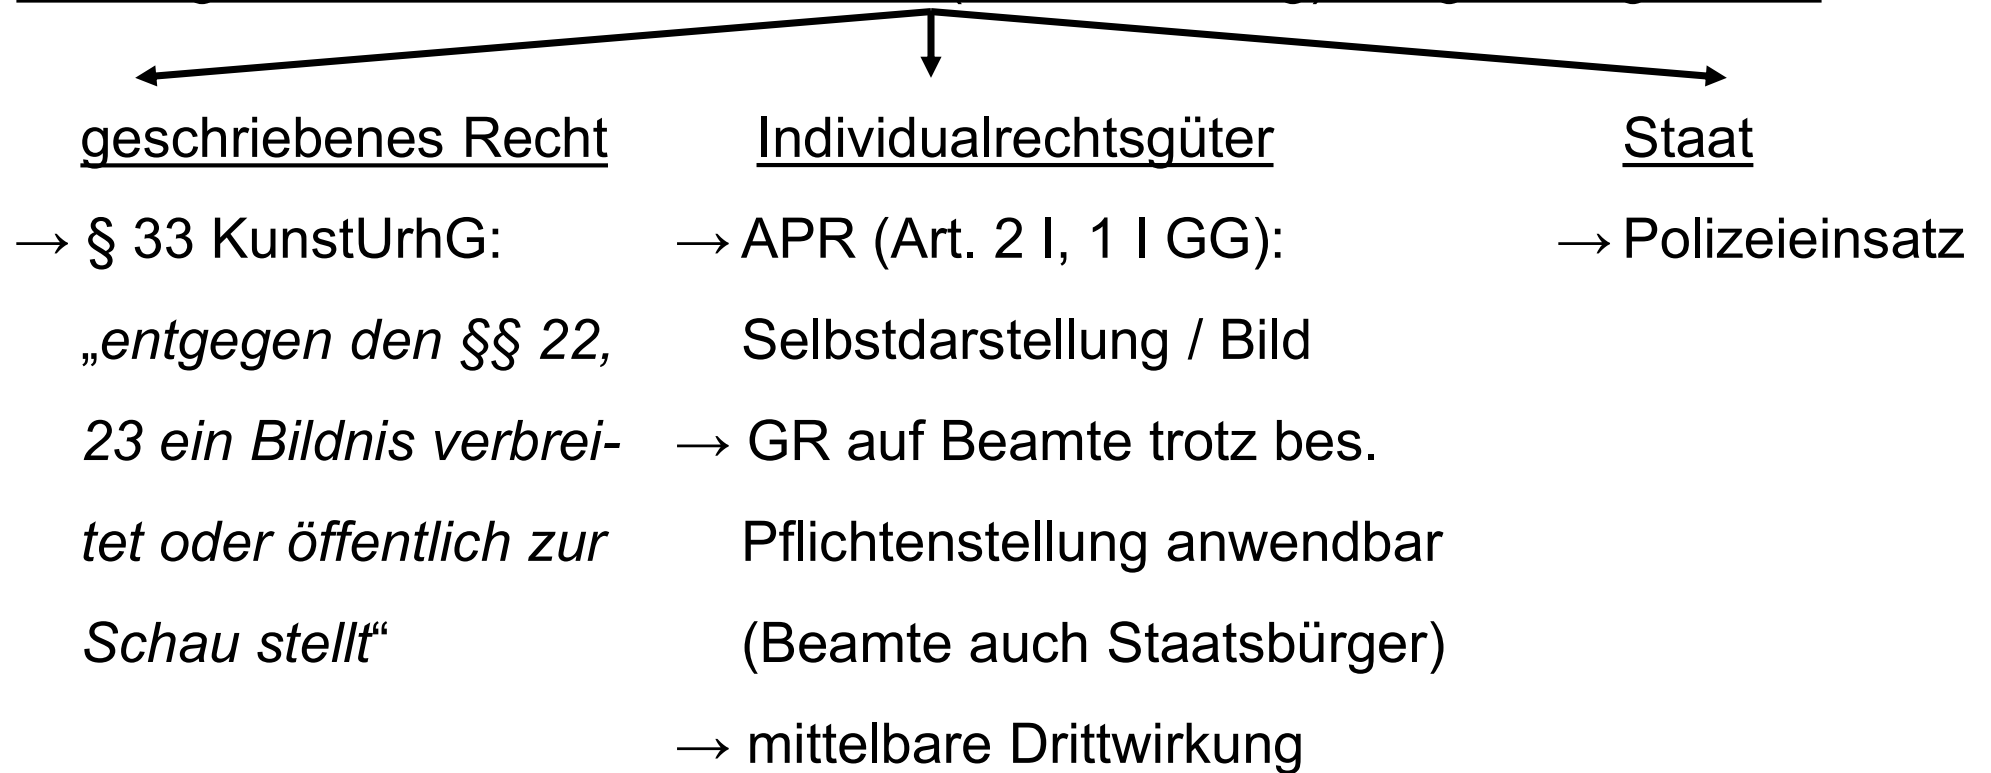 geschriebenes Recht
→ § 33 KunstUrhG:
„entgegen den §§ 22,
23 ein Bildnis verbrei-
tet oder öffentlich zur
Schau stellt“
Individualrechtsgüter
→ APR (Art. 2 I, 1 I GG):
Selbstdarstellung / Bild
→ GR auf Beamte trotz bes.
Pflichtenstellung anwendbar
(Beamte auch Staatsbürger)
→ mittelbare Drittwirkung
Staat
→ Polizeieinsatz